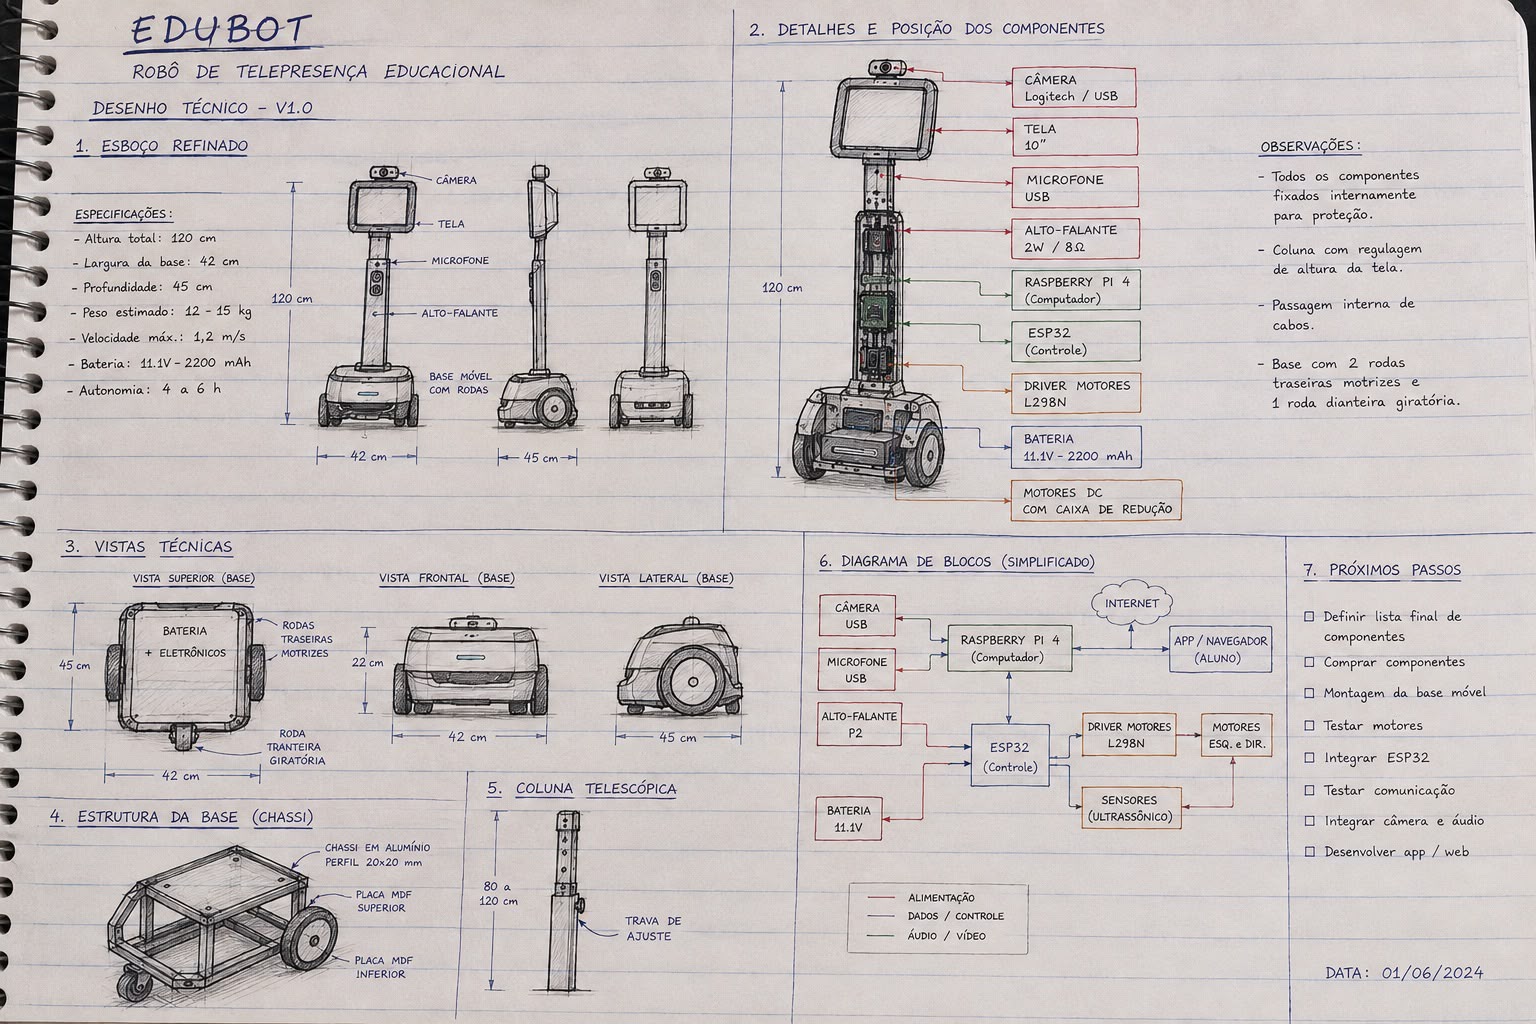 EDUBOT
ROBÔ DE TELEPRESENÇA EDUCACIONAL
DESENHO TÉCNICO – V1.0
1. ESBOÇO REFINADO
ESPECIFICAÇÕES:
- Altura total: 120 cm
- Largura da base: 42 cm
- Profundidade: 45 cm
- Peso estimado: 12 - 15 kg
- Velocidade máx.: 1,2 m/s
- Bateria: 11.1V - 2200 mAh
- Autonomia: 4 a 6 h
120 cm
CÂMERA
TELA
MICROFONE
ALTO-FALANTE
BASE MÓVEL
COM RODAS
42 cm
45 cm
2. DETALHES E POSIÇÃO DOS COMPONENTES
120 cm
CÂMERA
Logitech / USB
TELA
10"
MICROFONE
USB
ALTO-FALANTE
2W / 8Ω
RASPBERRY PI 4
(Computador)
ESP32
(Controle)
DRIVER MOTORES
L298N
BATERIA
11.1V - 2200 mAh
MOTORES DC
COM CAIXA DE REDUÇÃO
OBSERVAÇÕES:
- Todos os componentes
fixados internamente
para proteção.
- Coluna com regulagem
de altura da tela.
- Passagem interna de
cabos.
- Base com 2 rodas
traseiras motrizes e
1 roda dianteira giratória.
3. VISTAS TÉCNICAS
VISTA SUPERIOR (BASE)
45 cm
BATERIA
+ ELETRÔNICOS
RODAS
TRASEIRAS
MOTRIZES
RODA
TRANTEIRA
GIRATÓRIA
42 cm
VISTA FRONTAL (BASE)
22 cm
42 cm
VISTA LATERAL (BASE)
45 cm
4. ESTRUTURA DA BASE (CHASSI)
CHASSI EM ALUMÍNIO
PERFIL 20x20 mm
PLACA MDF
SUPERIOR
PLACA MDF
INFERIOR
5. COLUNA TELESCÓPICA
80 a
120 cm
TRAVA DE
AJUSTE
6. DIAGRAMA DE BLOCOS (SIMPLIFICADO)
CÂMERA
USB
MICROFONE
USB
ALTO-FALANTE
P2
BATERIA
11.1V
RASPBERRY PI 4
(Computador)
INTERNET
APP / NAVEGADOR
(ALUNO)
ESP32
(Controle)
DRIVER MOTORES
L298N
MOTORES
ESQ. e DIR.
SENSORES
(ULTRASSÔNICO)
ALIMENTAÇÃO
DADOS / CONTROLE
ÁUDIO / VÍDEO
7. PRÓXIMOS PASSOS
☐ Definir lista final de
componentes
☐ Comprar componentes
☐ Montagem da base móvel
☐ Testar motores
☐ Integrar ESP32
☐ Testar comunicação
☐ Integrar câmera e áudio
☐ Desenvolver app / web
DATA: 01/06/2024